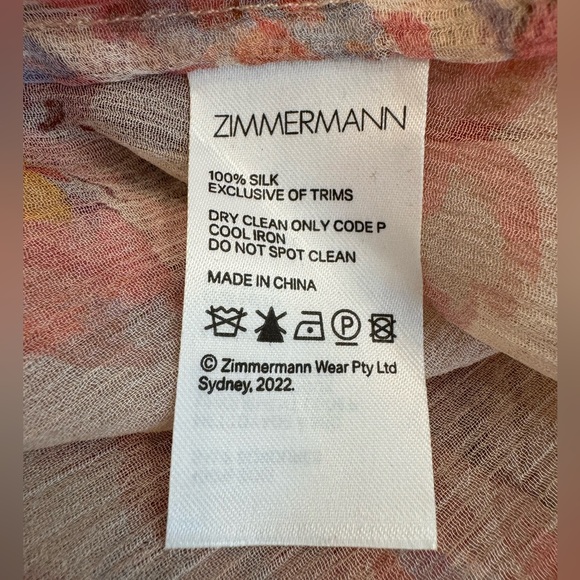 ZIMMERMANN
100% SILK
EXCLUSIVE OF TRIMS
DRY CLEAN ONLY CODE P
COOL IRON
DO NOT SPOT CLEAN
MADE IN CHINA
P
© Zimmermann Wear Pty Ltd
Sydney, 2022.